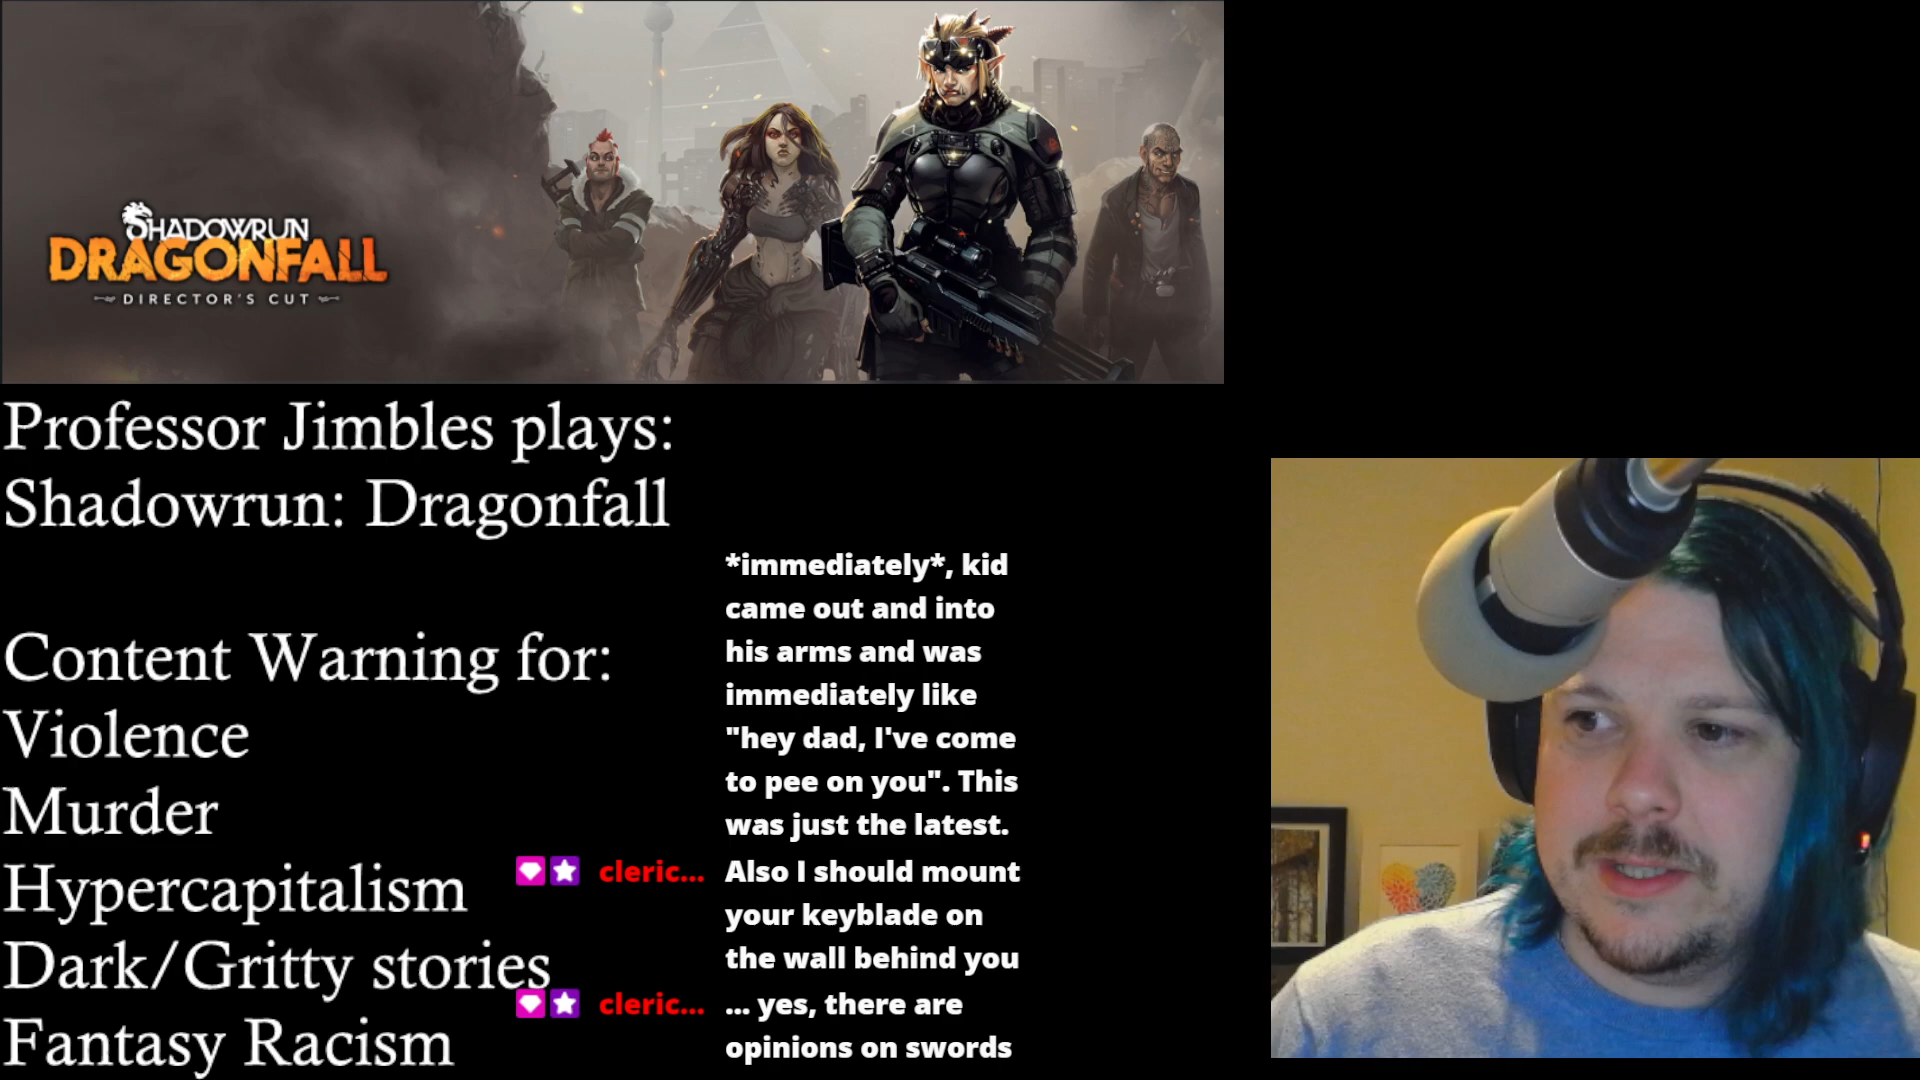 SHADOWRUN
DRAGONFALL
DIRECTOR'S CUT
Professor Jimbles plays:
Shadowrun: Dragonfall
Content Warning for:
Violence
Murder
Hypercapitalism
Dark/Gritty stories
Fantasy Racism
*immediately*, kid
came out and into
his arms and was
immediately like
"hey dad, I've come
to pee on you". This
was just the latest.
cleric... Also I should mount
your keyblade on
the wall behind you
cleric... ... yes, there are
opinions on swords